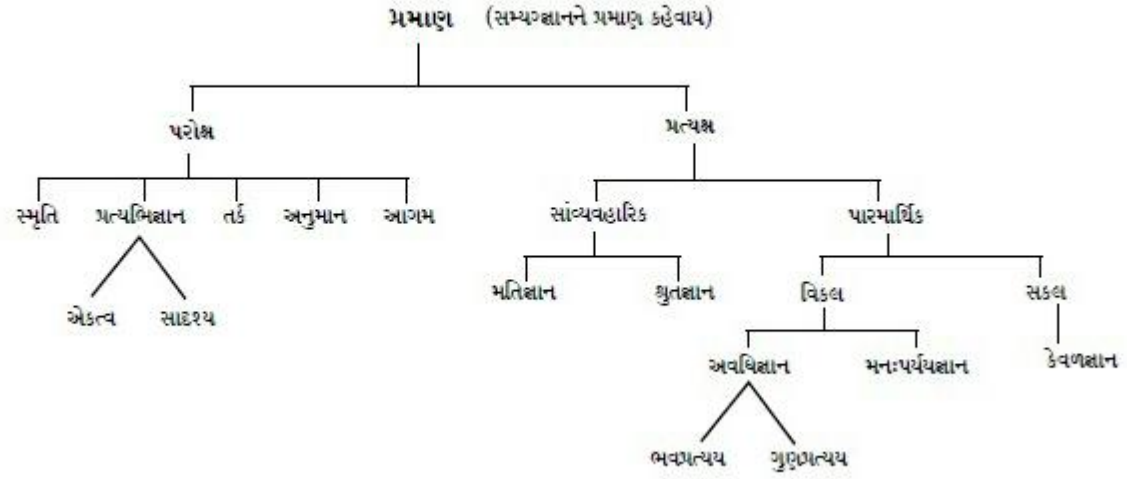 પ્રમાણ (સમ્યગ્જ્ઞાનને પ્રમાણ કહેવાય)
પરોક્ષ પ્રત્યક્ષ
સ્મૃતિ પ્રત્યભિજ્ઞાન તર્ક અનુમાન આગમ સાંવ્યવહારિક પારમાર્થિક
મતિજ્ઞાન શ્રુતજ્ઞાન વિકલ સકલ
એકત્વ સાદશ્ય
અવધિજ્ઞાન મનઃપર્યયજ્ઞાન કેવળજ્ઞાન
ભવપ્રત્યય ગુણપ્રત્યય